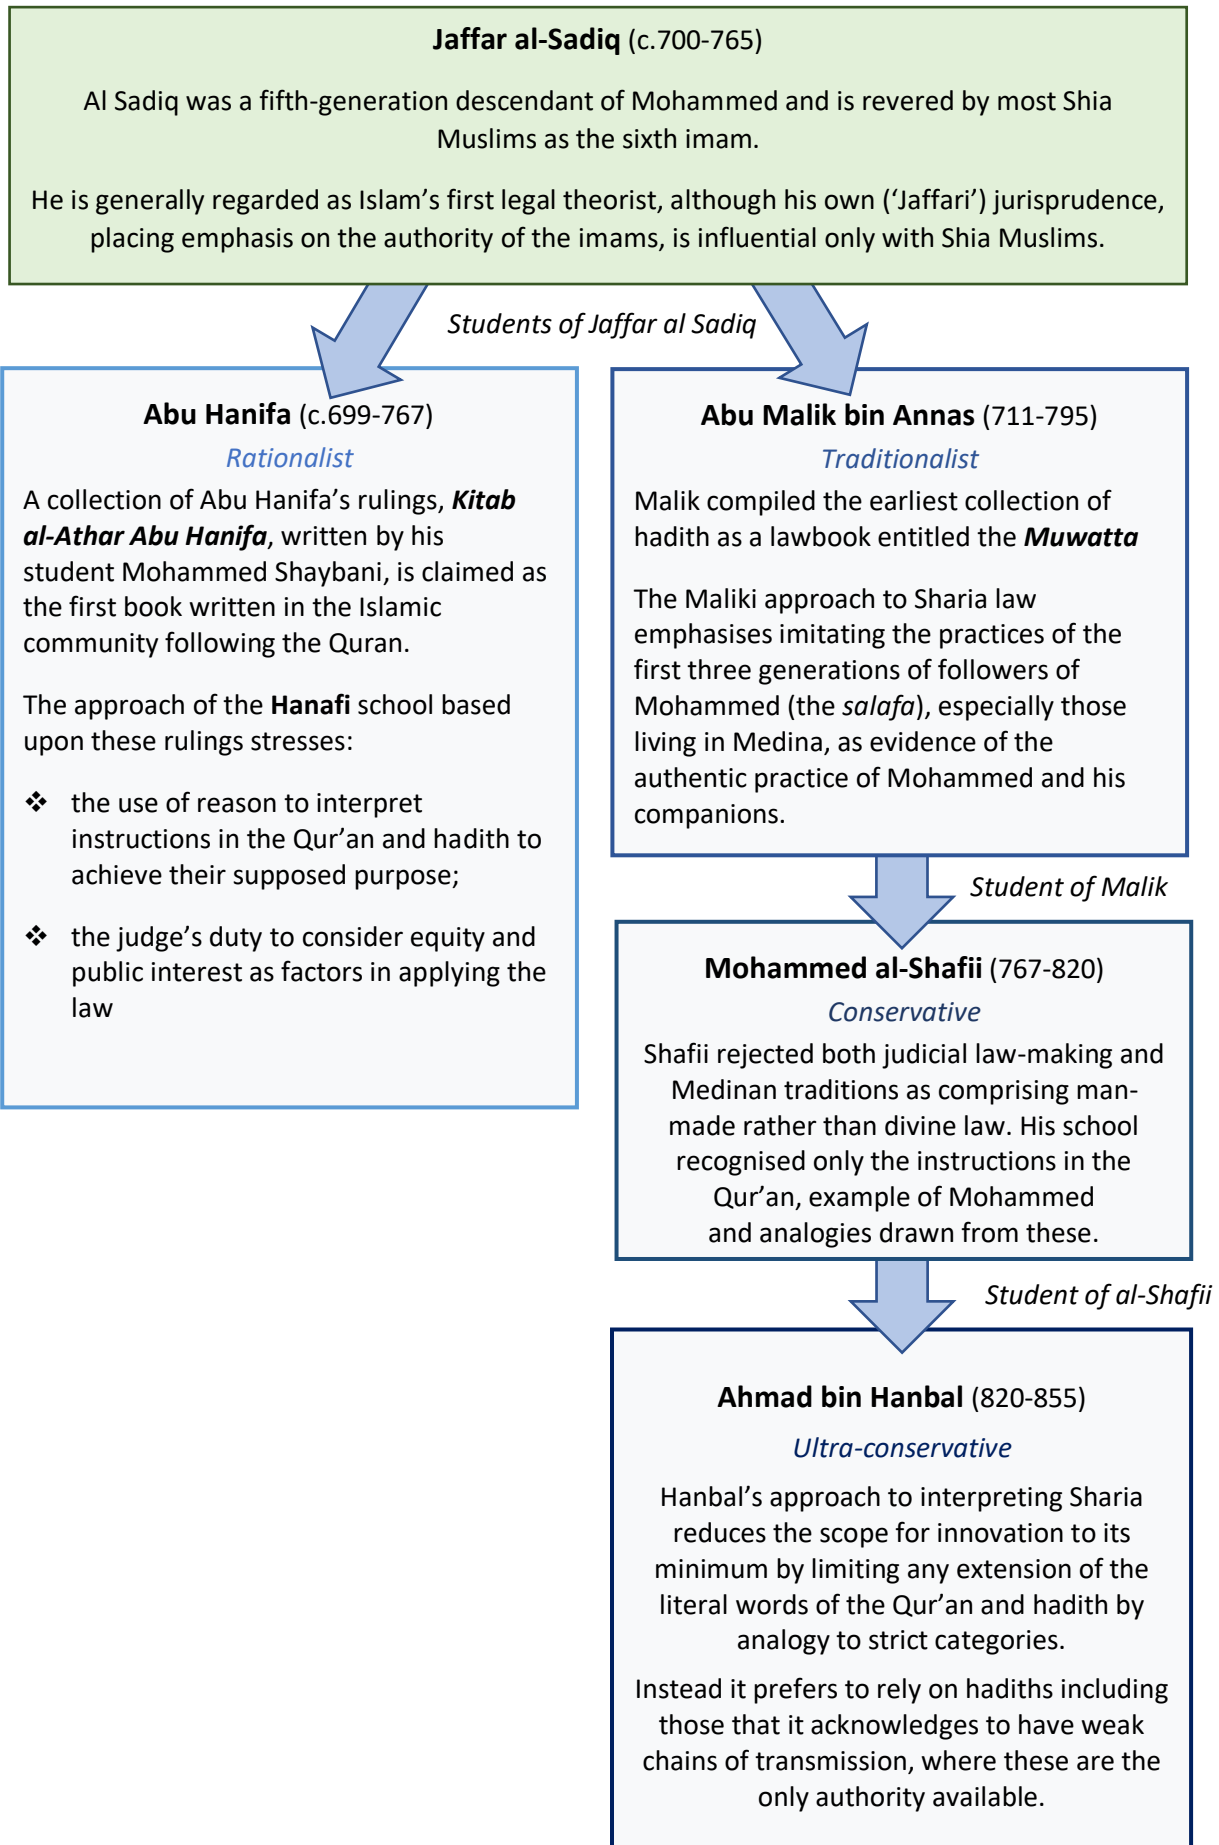 Jaffar al-Sadiq (c.700-765)
Al Sadiq was a fifth-generation descendant of Mohammed and is revered by most Shia
Muslims as the sixth imam.
He is generally regarded as Islam’s first legal theorist, although his own (‘Jaffari’) jurisprudence,
placing emphasis on the authority of the imams, is influential only with Shia Muslims.
Students of Jaffar al Sadiq
Abu Hanifa (c.699-767)
Rationalist
A collection of Abu Hanifa’s rulings, Kitab
al-Athar Abu Hanifa, written by his
student Mohammed Shaybani, is claimed as
the first book written in the Islamic
community following the Quran.
The approach of the Hanafi school based
upon these rulings stresses:
❖ the use of reason to interpret
instructions in the Qur’an and hadith to
achieve their supposed purpose;
❖ the judge’s duty to consider equity and
public interest as factors in applying the
law
Abu Malik bin Annas (711-795)
Traditionalist
Malik compiled the earliest collection of
hadith as a lawbook entitled the Muwatta
The Maliki approach to Sharia law
emphasises imitating the practices of the
first three generations of followers of
Mohammed (the salafa), especially those
living in Medina, as evidence of the
authentic practice of Mohammed and his
companions.
Student of Malik
Mohammed al-Shafii (767-820)
Conservative
Shafii rejected both judicial law-making and
Medinan traditions as comprising man-
made rather than divine law. His school
recognised only the instructions in the
Qur’an, example of Mohammed
and analogies drawn from these.
Student of al-Shafii
Ahmad bin Hanbal (820-855)
Ultra-conservative
Hanbal’s approach to interpreting Sharia
reduces the scope for innovation to its
minimum by limiting any extension of the
literal words of the Qur’an and hadith by
analogy to strict categories.
Instead it prefers to rely on hadiths including
those that it acknowledges to have weak
chains of transmission, where these are the
only authority available.